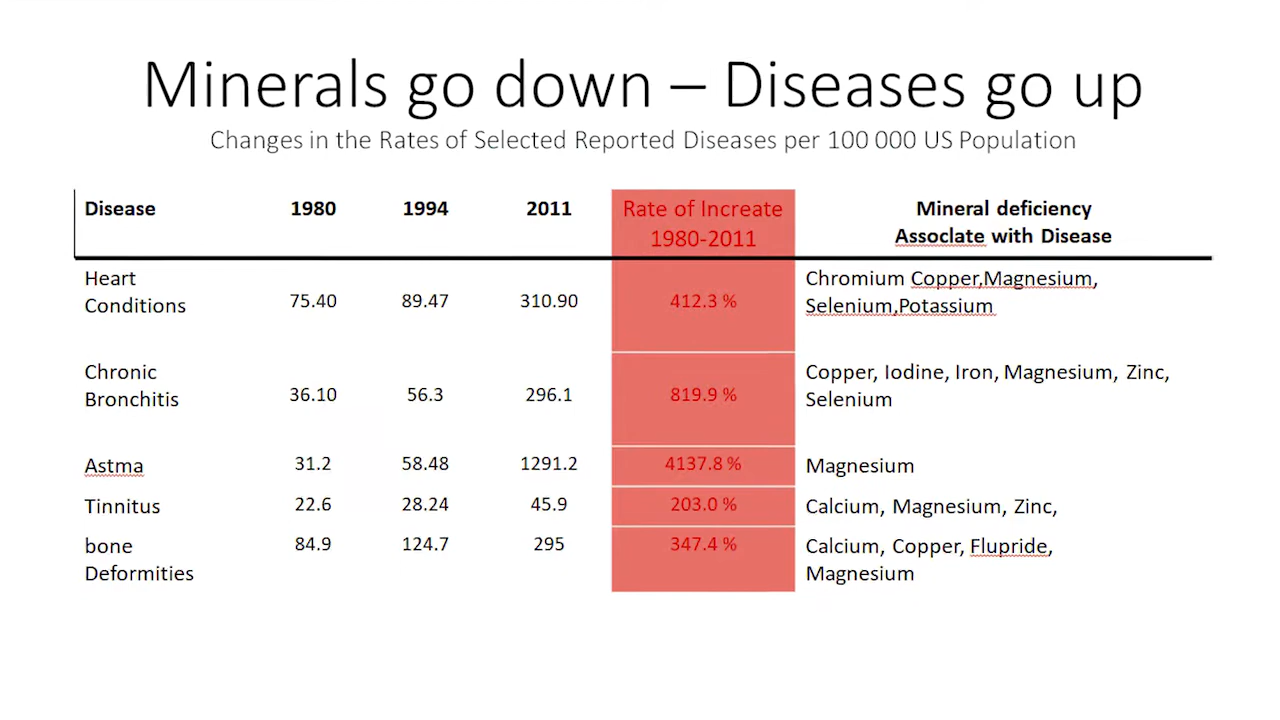 Minerals go down – Diseases go up
Changes in the Rates of Selected Reported Diseases per 100 000 US Population
Disease 1980 1994 2011 Rate of Increate 1980-2011 Mineral deficiency Assoclate with Disease
Heart Conditions 75.40 89.47 310.90 412.3 % Chromium Copper,Magnesium, Selenium,Potassium
Chronic Bronchitis 36.10 56.3 296.1 819.9 % Copper, Iodine, Iron, Magnesium, Zinc, Selenium
Astma 31.2 58.48 1291.2 4137.8 % Magnesium
Tinnitus 22.6 28.24 45.9 203.0 % Calcium, Magnesium, Zinc,
bone Deformities 84.9 124.7 295 347.4 % Calcium, Copper, Flupride, Magnesium